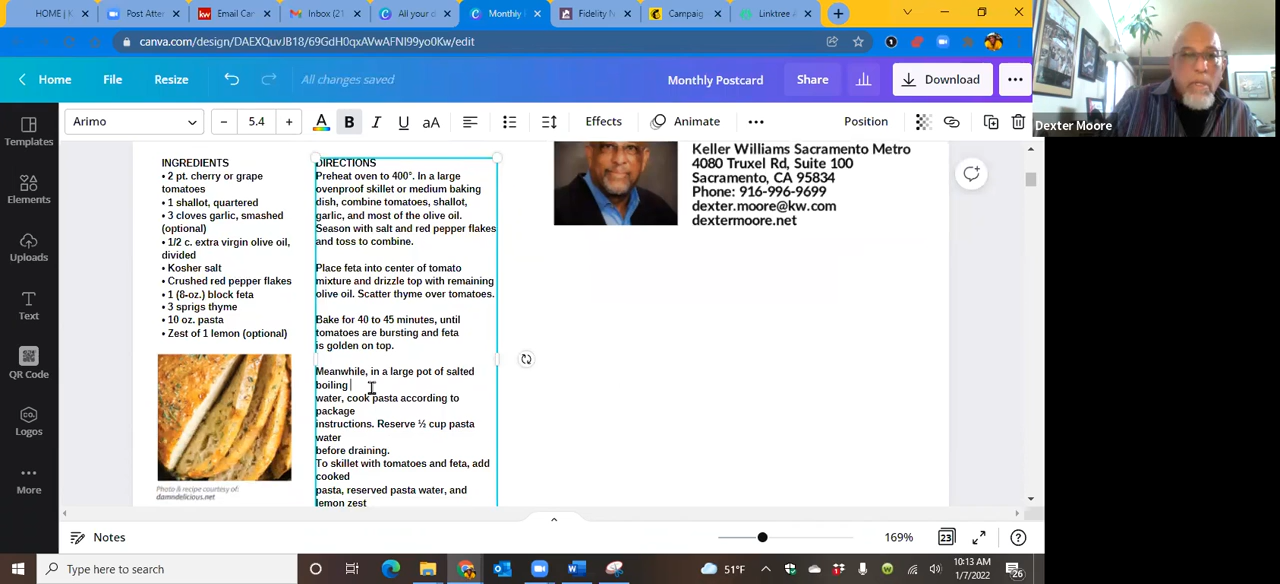 HOME | K
Post Atter
Email Can
Inbox (21
All your d
Monthly
Fidelity N
Campaig
Linktree
canva.com/design/DAEXQuvJB18/69GdH0qxAVwAFNI99yo0Kw/edit
Home
File
Resize
All changes saved
Monthly Postcard
Share
Download
Dexter Moore
Arimo
5.4
A
B
I
U
aA
Effects
Animate
Position
Templates
Elements
Uploads
Text
QR Code
Logos
More
INGREDIENTS
• 2 pt. cherry or grape
tomatoes
• 1 shallot, quartered
• 3 cloves garlic, smashed
(optional)
• 1/2 c. extra virgin olive oil,
divided
• Kosher salt
• Crushed red pepper flakes
• 1 (8-oz.) block feta
• 3 sprigs thyme
• 10 oz. pasta
• Zest of 1 lemon (optional)
Photo & recipe courtesy of:
damndelicious.net
DIRECTIONS
Preheat oven to 400°. In a large
ovenproof skillet or medium baking
dish, combine tomatoes, shallot,
garlic, and most of the olive oil.
Season with salt and red pepper flakes
and toss to combine.
Place feta into center of tomato
mixture and drizzle top with remaining
olive oil. Scatter thyme over tomatoes.
Bake for 40 to 45 minutes, until
tomatoes are bursting and feta
is golden on top.
Meanwhile, in a large pot of salted
boiling
water, cook pasta according to
package
instructions. Reserve ½ cup pasta
water
before draining.
To skillet with tomatoes and feta, add
cooked
pasta, reserved pasta water, and
lemon zest
Keller Williams Sacramento Metro
4080 Truxel Rd, Suite 100
Sacramento, CA 95834
Phone: 916-996-9699
dexter.moore@kw.com
dextermoore.net
Notes
169%
23
Type here to search
51°F
10:13 AM
1/7/2022
26